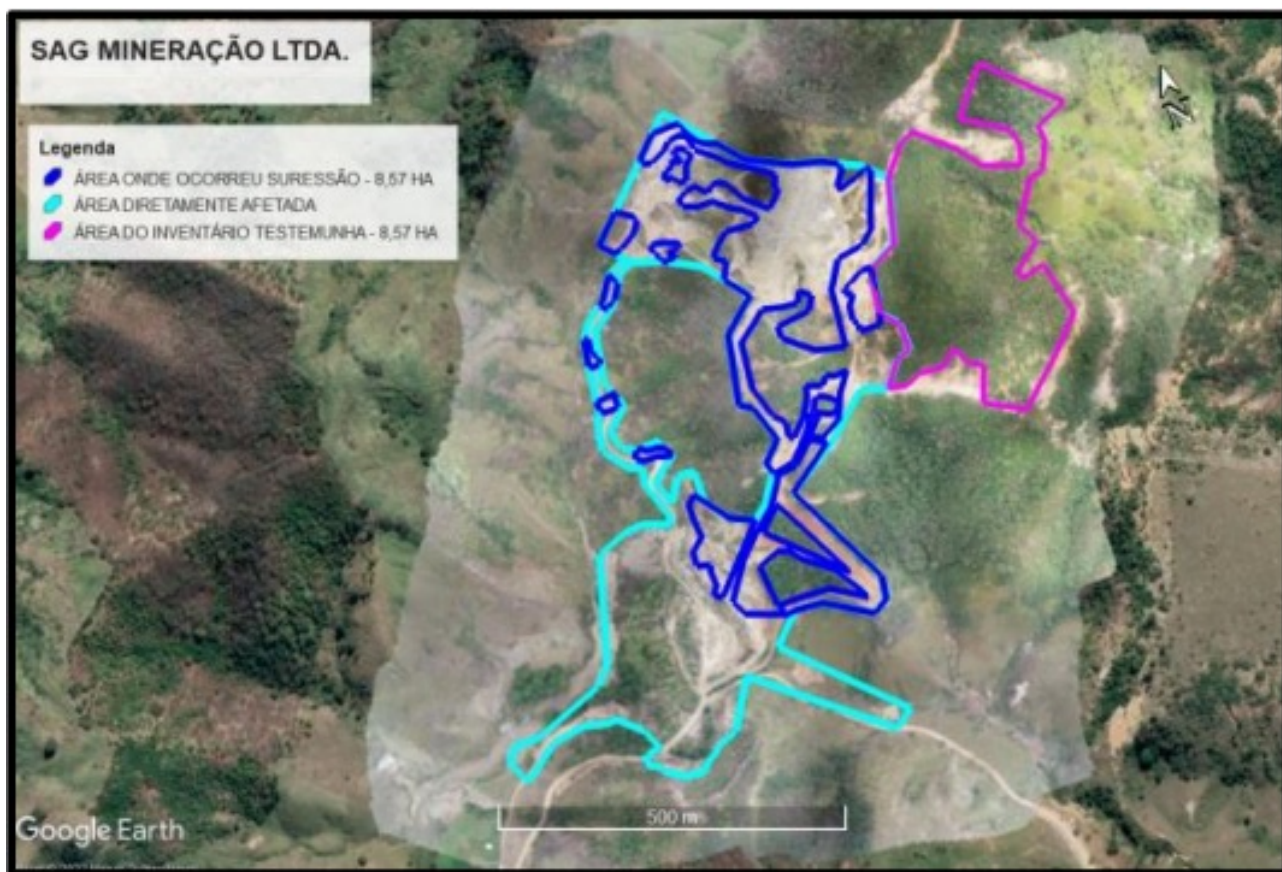 SAG MINERAÇÃO LTDA.
Legenda
ÁREA ONDE OCORREU SURESSÃO - 8,57 HA
ÁREA DIRETAMENTE AFETADA
ÁREA DO INVENTÁRIO TESTEMUNHA - 8,57 HA
500 m
Google Earth